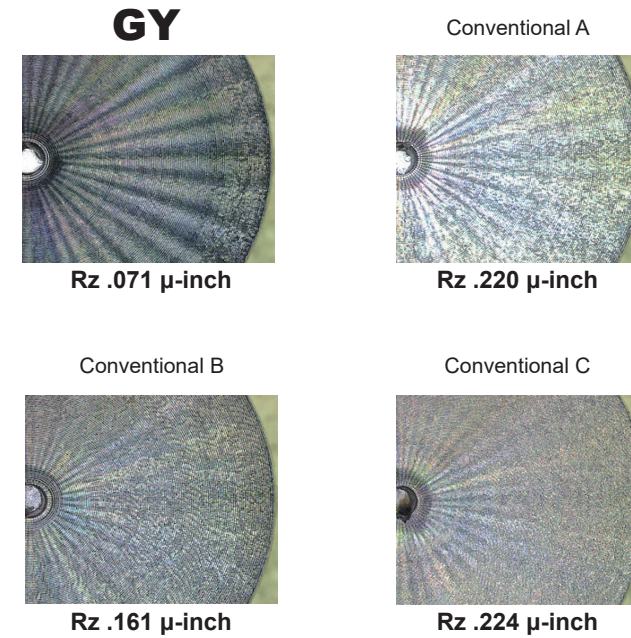 GY
Conventional A
Rz .071 μ-inch
Rz .220 μ-inch
Conventional B
Conventional C
Rz .161 μ-inch
Rz .224 μ-inch